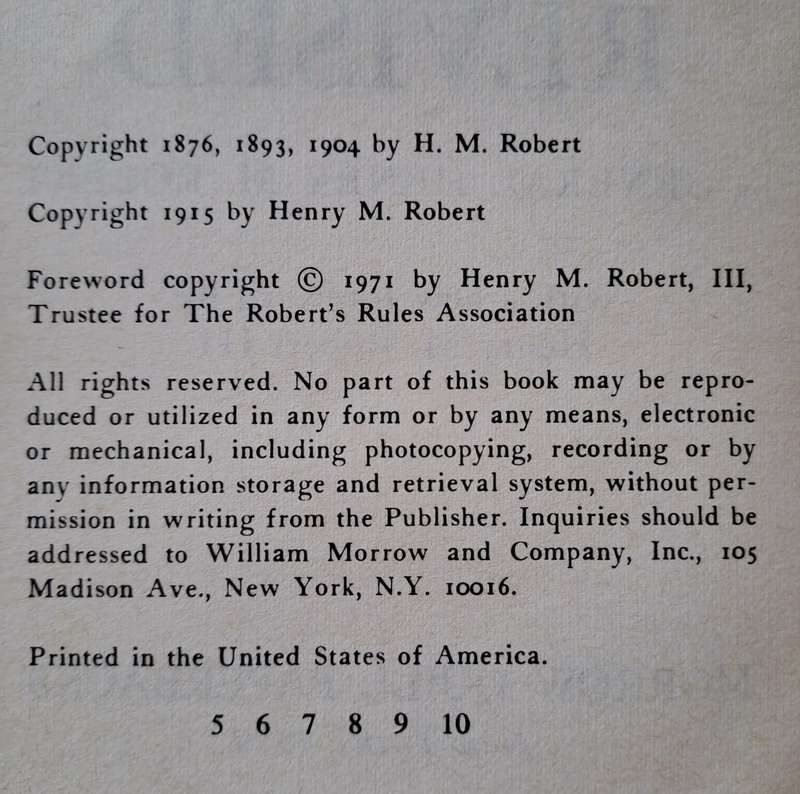 Copyright 1876, 1893, 1904 by H. M. Robert
Copyright 1915 by Henry M. Robert
Foreword copyright © 1971 by Henry M. Robert, III,
Trustee for The Robert's Rules Association
All rights reserved. No part of this book may be repro-
duced or utilized in any form or by any means, electronic
or mechanical, including photocopying, recording or by
any information storage and retrieval system, without per-
mission in writing from the Publisher. Inquiries should be
addressed to William Morrow and Company, Inc., 105
Madison Ave., New York, N.Y. 10016.
Printed in the United States of America.
5 6 7 8 9 10